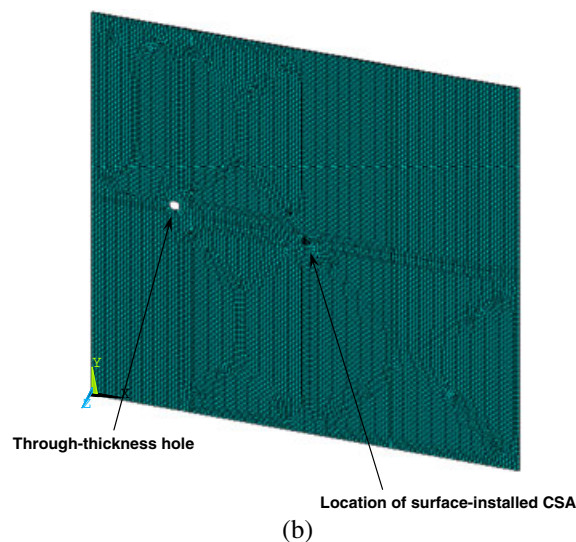 Y
Z
Through-thickness hole
Location of surface-installed CSA
(b)